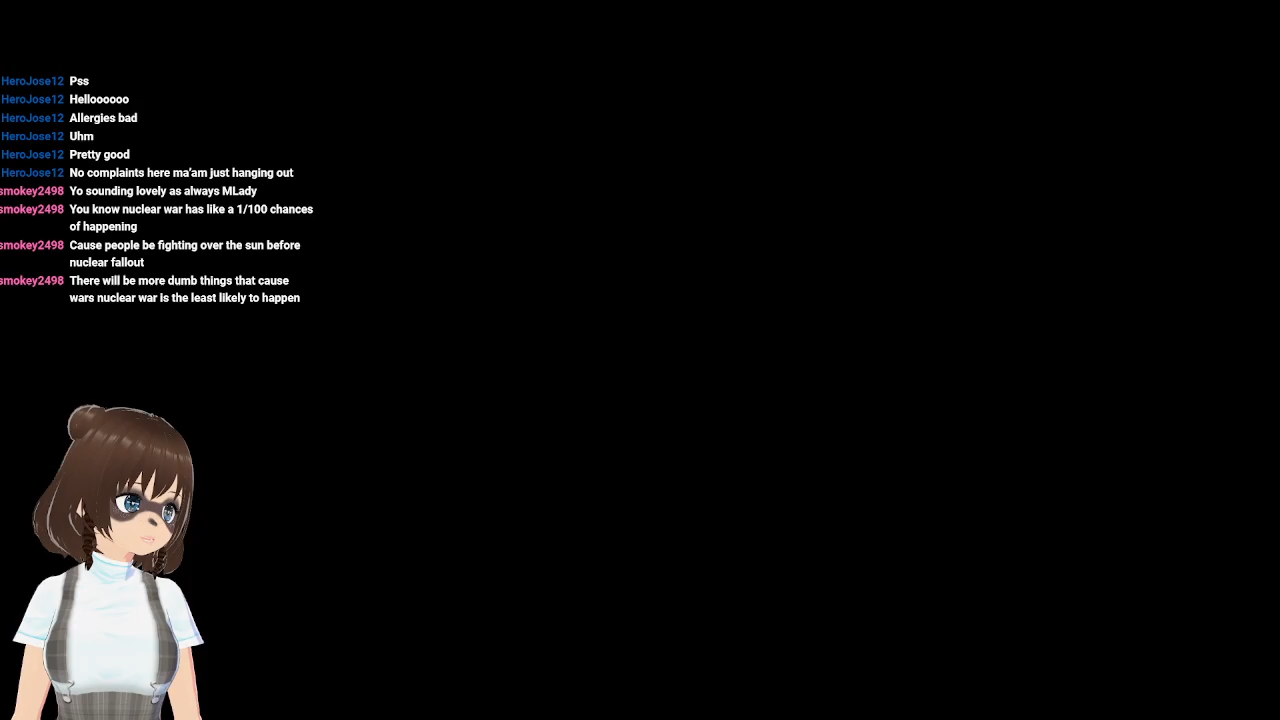 HeroJose12 Pss
HeroJose12 Helloooooo
HeroJose12 Allergies bad
HeroJose12 Uhm
HeroJose12 Pretty good
HeroJose12 No complaints here ma'am just hanging out
smokey2498 Yo sounding lovely as always MLady
smokey2498 You know nuclear war has like a 1/100 chances
of happening
smokey2498 Cause people be fighting over the sun before
nuclear fallout
smokey2498 There will be more dumb things that cause
wars nuclear war is the least likely to happen